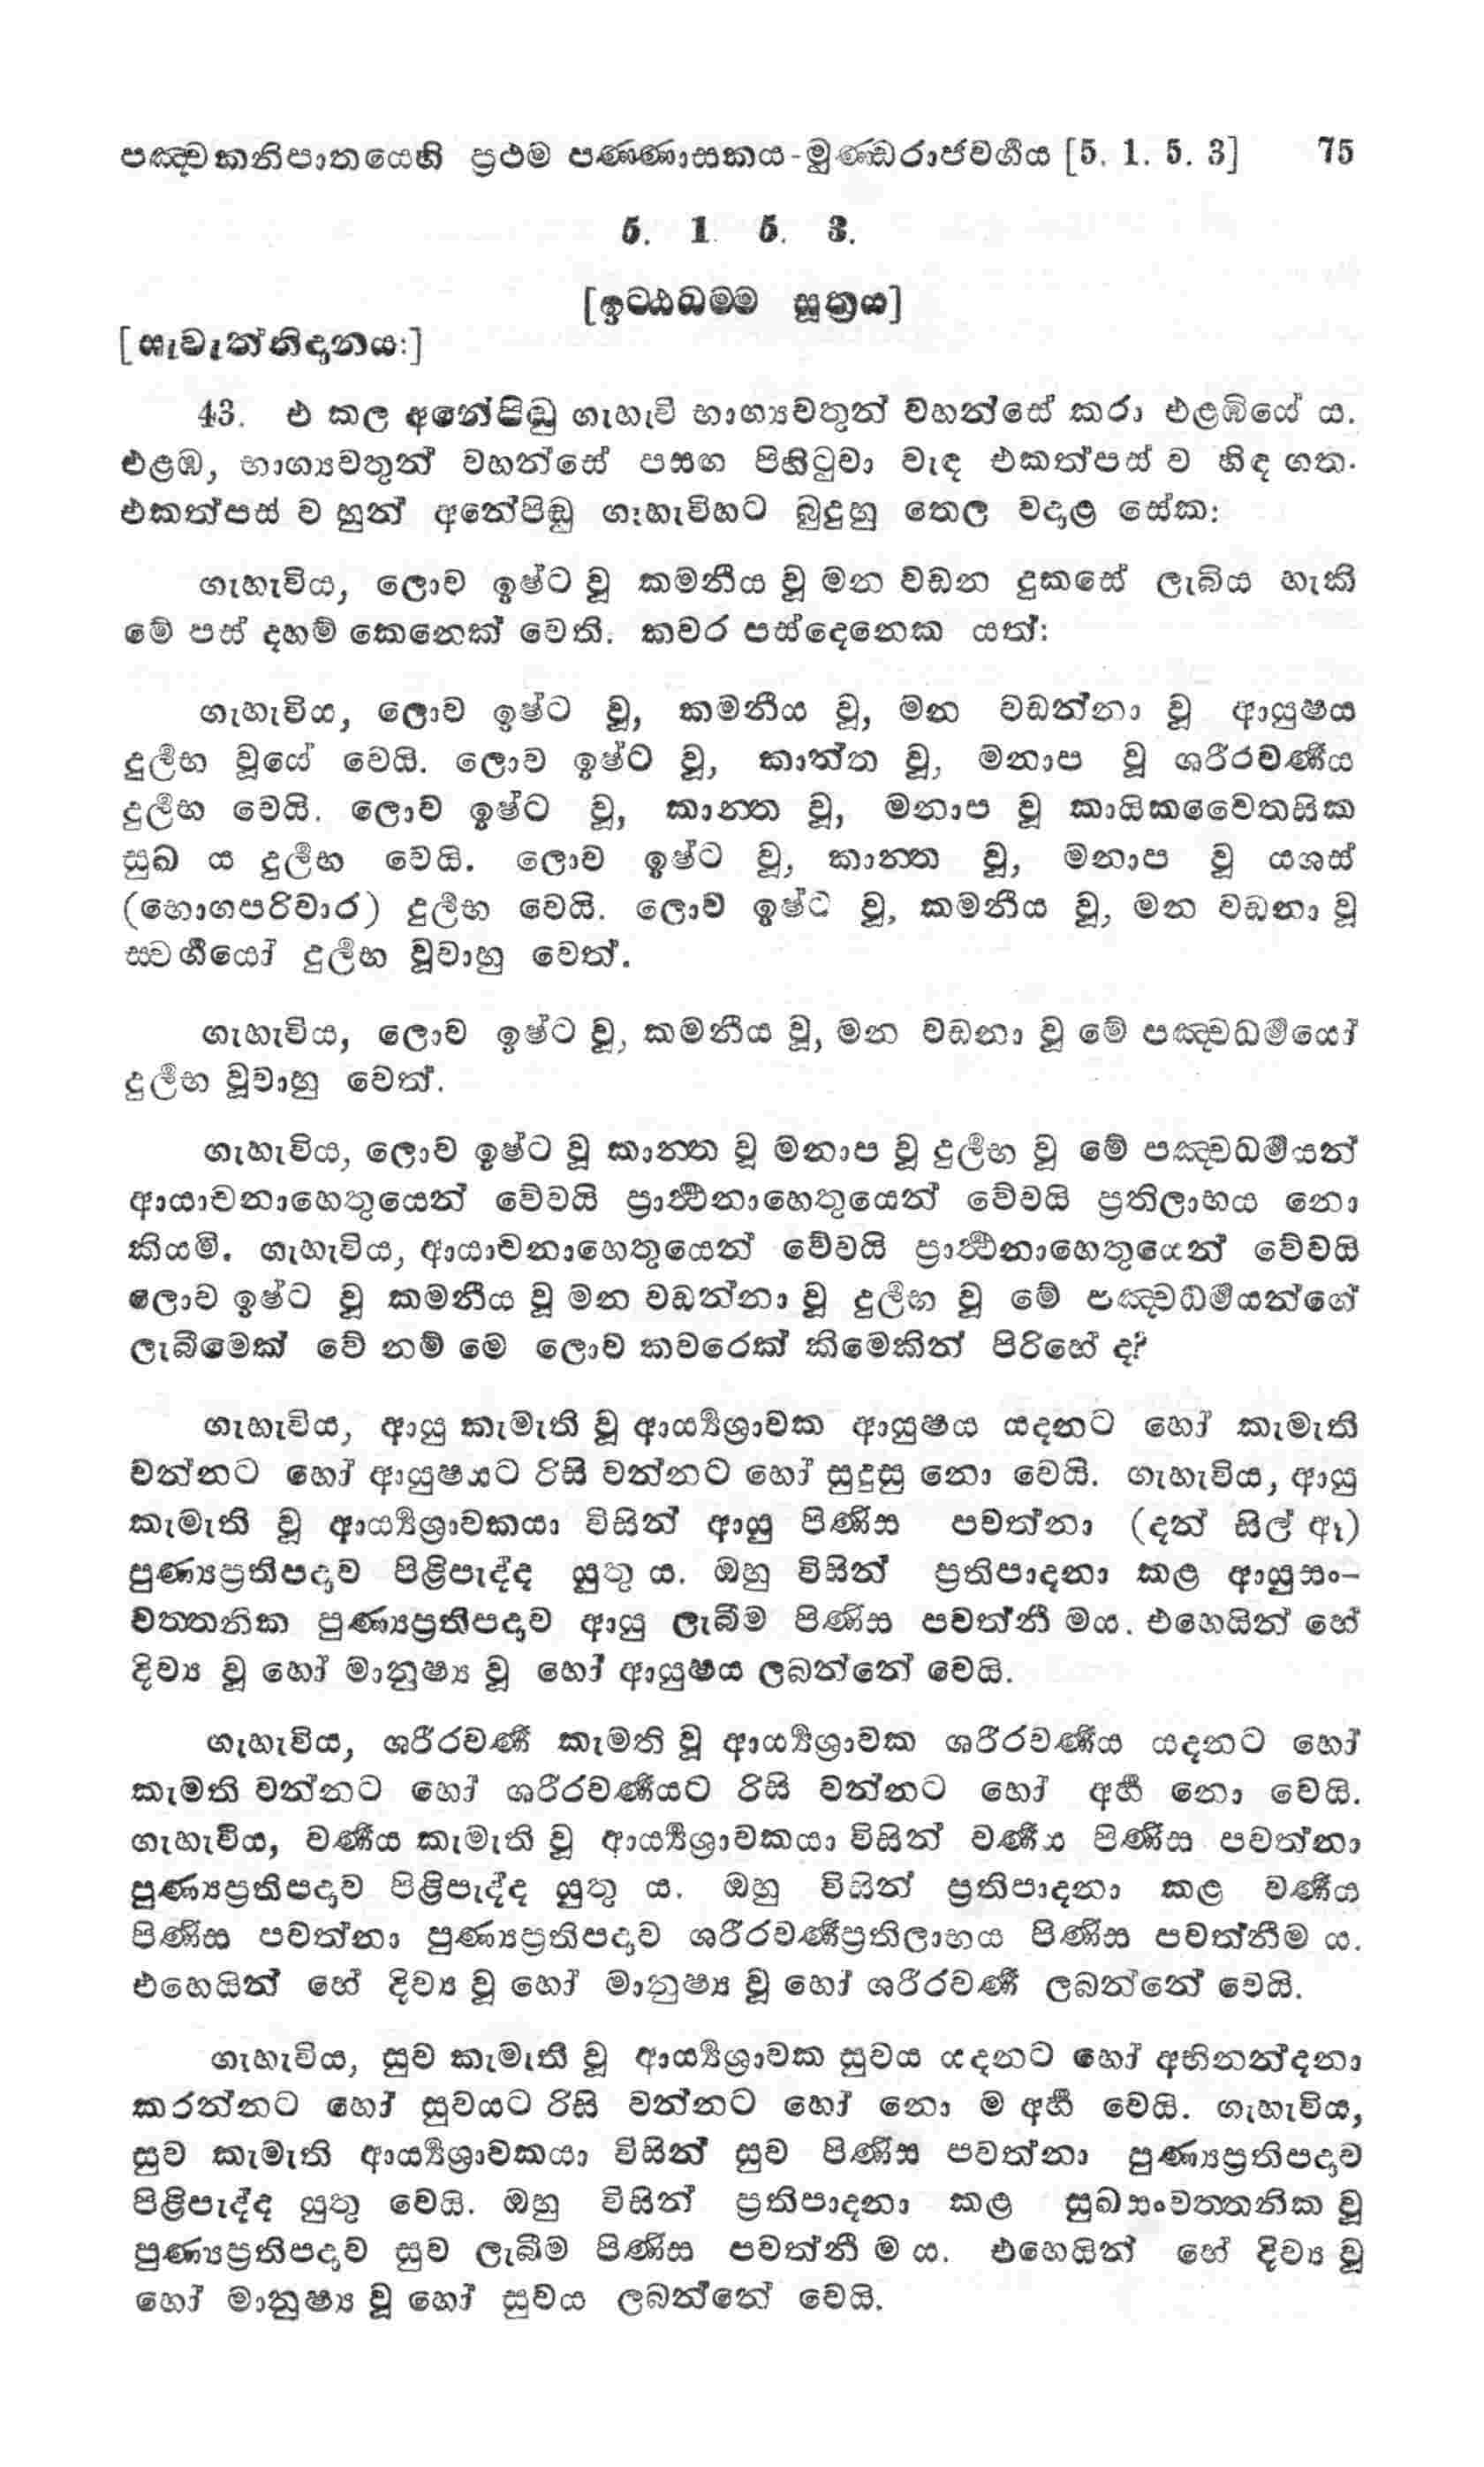 පඤ්චකනිපාතයෙහි ප්‍රථම පණ්ණාසකය-මුණ්ඩරාජවර්‍ගය [5. 1. 5. 3] 75
5. 1. 5. 3.
[ඉට්ඨධම්ම සූත්‍රය]
[සැවැත්නිදානය:]
43. එ කල අනේපිඬු ගැහැවි භාග්‍යවතුන් වහන්සේ කරා එළඹියේ ය.
එළඹ, භාග්‍යවතුන් වහන්සේ පසඟ පිහිටුවා වැඳ එකත්පස් ව හිඳ ගත.
එකත්පස් ව හුන් අනේපිඬු ගැහැවිහට බුදුහු තෙල වදාළ සේක:
ගැහැවිය, ලොව ඉෂ්ට වූ කමනීය වූ මන වඩන දුකසේ ලැබිය හැකි
මේ පස් දහම් කෙනෙක් වෙති. කවර පස්දෙනෙක යත්:
ගැහැවිය, ලොව ඉෂ්ට වූ, කමනීය වූ, මන වඩන්නා වූ ආයුෂය
දුර්‍ලභ වූයේ වෙයි. ලොව ඉෂ්ට වූ, කාන්ත වූ, මනාප වූ ශරීරවර්‍ණය
දුර්‍ලභ වෙයි. ලොව ඉෂ්ට වූ, කාන්ත වූ, මනාප වූ කායිකචෛතසික
සුඛ ය දුර්‍ලභ වෙයි. ලොව ඉෂ්ට වූ, කාන්ත වූ, මනාප වූ යශස්
(භොගපරිවාර) දුර්‍ලභ වෙයි. ලොව ඉෂ්ට වූ, කමනීය වූ, මන වඩනා වූ
ස්වර්‍ගයෝ දුර්‍ලභ වූවාහු වෙත්.
ගැහැවිය, ලොව ඉෂ්ට වූ, කමනීය වූ, මන වඩනා වූ මේ පඤ්චධර්‍මයෝ
දුර්‍ලභ වූවාහු වෙත්.
ගැහැවිය, ලොව ඉෂ්ට වූ කාන්ත වූ මනාප වූ දුර්‍ලභ වූ මේ පඤ්චධර්‍මයන්
ආයාචනාහෙතුයෙන් වේවයි ප්‍රාර්‍ථනාහෙතුයෙන් වේවයි ප්‍රතිලාභය නො
කියමි. ගැහැවිය, ආයාචනාහෙතුයෙන් වේවයි ප්‍රාර්‍ථනාහෙතුයෙන් වේවයි
ලොව ඉෂ්ට වූ කමනීය වූ මන වඩන්නා වූ දුර්‍ලභ වූ මේ පඤ්චධර්‍මයන්ගේ
ලැබීමෙක් වේ නම් මෙ ලොව කවරෙක් කිමෙකින් පිරිහේ ද?
ගැහැවිය, ආයු කැමැති වූ ආර්‍ය්‍යශ්‍රාවක ආයුෂය යදනට හෝ කැමැති
වන්නට හෝ ආයුෂයට රිසි වන්නට හෝ සුදුසු නො වෙයි. ගැහැවිය, ආයු
කැමැති වූ ආර්‍ය්‍යශ්‍රාවකයා විසින් ආයු පිණිස පවත්නා (දන් සිල් ඈ)
පුණ්‍යප්‍රතිපදාව පිළිපැද්ද යුතු ය. ඔහු විසින් ප්‍රතිපාදනා කළ ආයුසං-
වත්තනික පුණ්‍යප්‍රතිපදාව ආයු ලැබීම පිණිස පවත්නී මය. එහෙයින් හේ
දිව්‍ය වූ හෝ මානුෂ්‍ය වූ හෝ ආයුෂය ලබන්නේ වෙයි.
ගැහැවිය, ශරීරවර්‍ණ කැමති වූ ආර්‍ය්‍යශ්‍රාවක ශරීරවර්‍ණය යදනට හෝ
කැමති වන්නට හෝ ශරීරවර්‍ණයට රිසි වන්නට හෝ අර්‍හ නො වෙයි.
ගැහැවිය, වර්‍ණය කැමැති වූ ආර්‍ය්‍යශ්‍රාවකයා විසින් වර්‍ණය පිණිස පවත්නා
පුණ්‍යප්‍රතිපදාව පිළිපැද්ද යුතු ය. ඔහු විසින් ප්‍රතිපාදනා කළ වර්‍ණය
පිණිස පවත්නා පුණ්‍යප්‍රතිපදාව ශරීරවර්‍ණප්‍රතිලාභය පිණිස පවත්නීම ය.
එහෙයින් හේ දිව්‍ය වූ හෝ මානුෂ්‍ය වූ හෝ ශරීරවර්‍ණ ලබන්නේ වෙයි.
ගැහැවිය, සුව කැමැති වූ ආර්‍ය්‍යශ්‍රාවක සුවය යදනට හෝ අභිනන්දනා
කරන්නට හෝ සුවයට රිසි වන්නට හෝ නො ම අර්‍හ වෙයි. ගැහැවිය,
සුව කැමැති ආර්‍ය්‍යශ්‍රාවකයා විසින් සුව පිණිස පවත්නා පුණ්‍යප්‍රතිපදාව
පිළිපැද්ද යුතු වෙයි. ඔහු විසින් ප්‍රතිපාදනා කළ සුඛසංවත්තනික වූ
පුණ්‍යප්‍රතිපදාව සුව ලැබීම පිණිස පවත්නී ම ය. එහෙයින් හේ දිව්‍ය වූ
හෝ මානුෂ්‍ය වූ හෝ සුවය ලබන්නේ වෙයි.